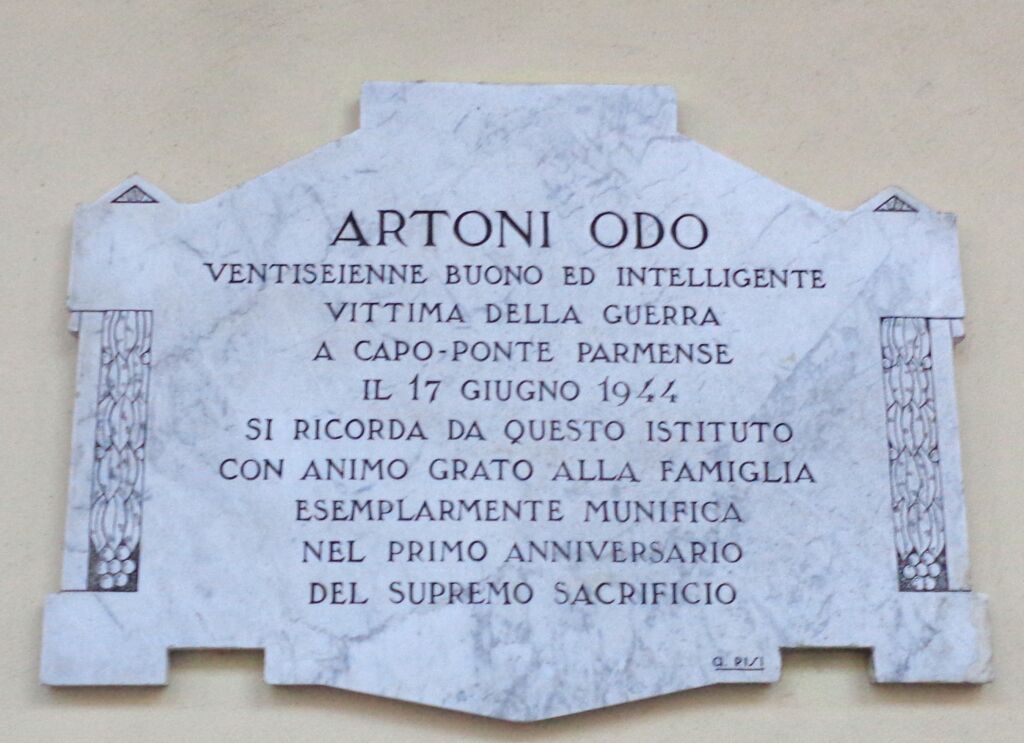 ARTONI ODO
VENTISEIENNE BUONO ED INTELLIGENTE
VITTIMA DELLA GUERRA
A CAPO-PONTE PARMENSE
IL 17 GIUGNO 1944
SI RICORDA DA QUESTO ISTITUTO
CON ANIMO GRATO ALLA FAMIGLIA
ESEMPLARMENTE MUNIFICA
NEL PRIMO ANNIVERSARIO
DEL SUPREMO SACRIFICIO
A. PISI